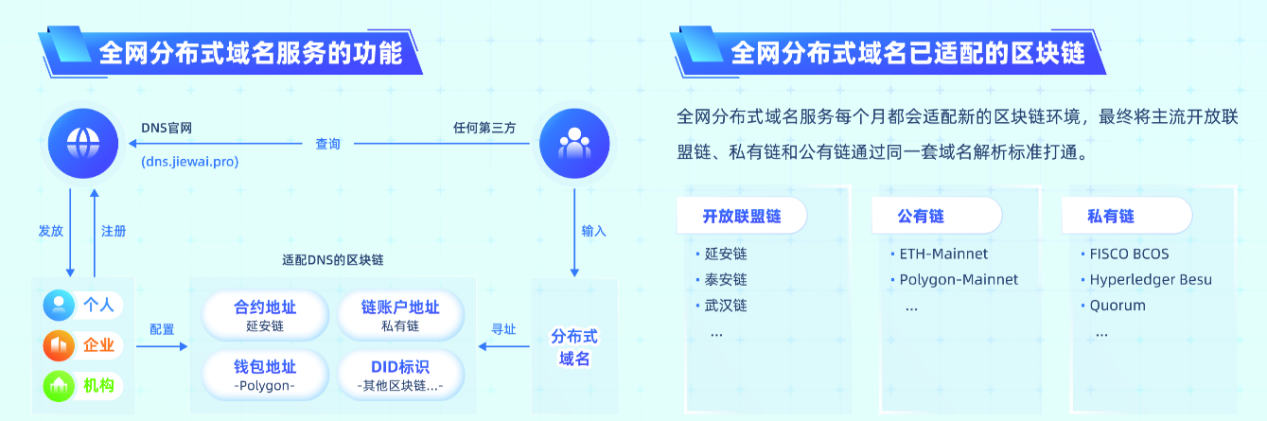 全网分布式域名服务的功能
DNS官网
(dns.jiewai.pro)
查询
任何第三方
发放
注册
输入
适配DNS的区块链
个人
企业
机构
配置
合约地址
延安链
链账户地址
私有链
钱包地址
-Polygon-
DID标识
-其他区块链...-
寻址
分布式
域名
全网分布式域名已适配的区块链
全网分布式域名服务每个月都会适配新的区块链环境，最终将主流开放联
盟链、私有链和公有链通过同一套域名解析标准打通。
开放联盟链
· 延安链
· 泰安链
· 武汉链
...
公有链
· ETH-Mainnet
· Polygon-Mainnet
...
私有链
· FISCO BCOS
· Hyperledger Besu
· Quorum
...